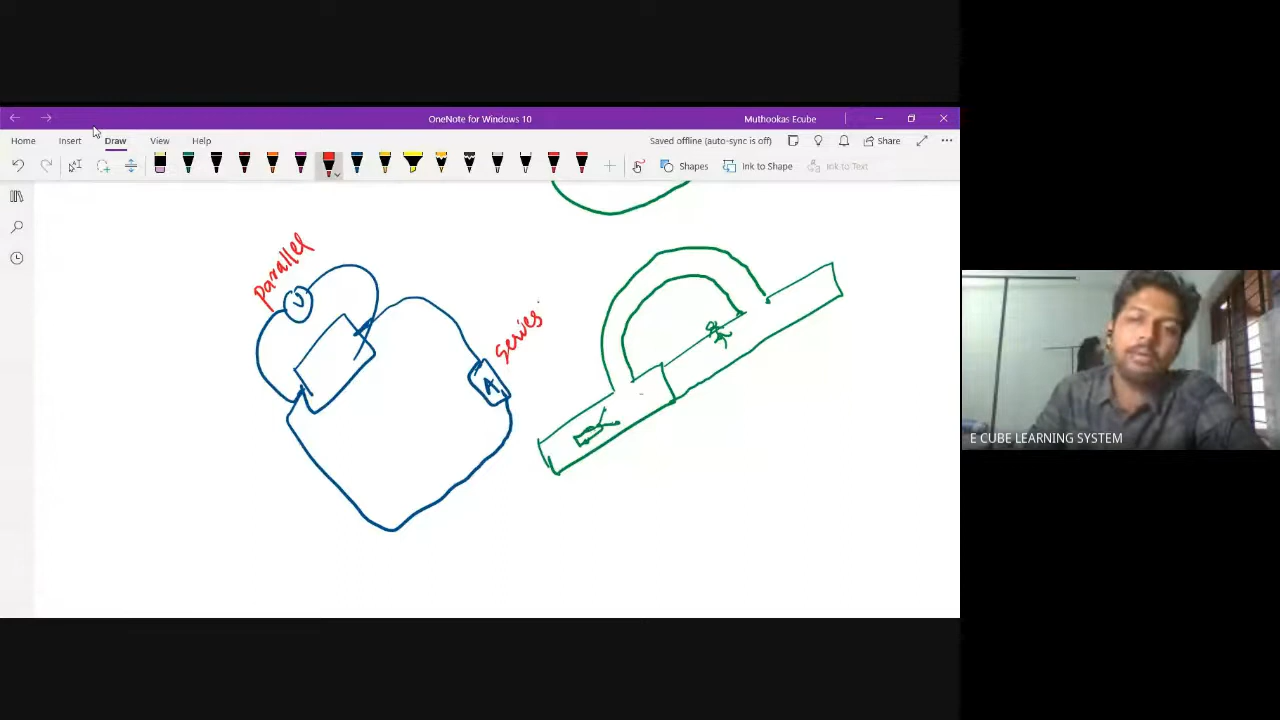 OneNote for Windows 10
Muthookas Ecube
Home Insert Draw View Help
Saved offline (auto-sync is off)
Share
Shapes
Ink to Shape
Ink to Text
parallel
V
series
A
E CUBE LEARNING SYSTEM